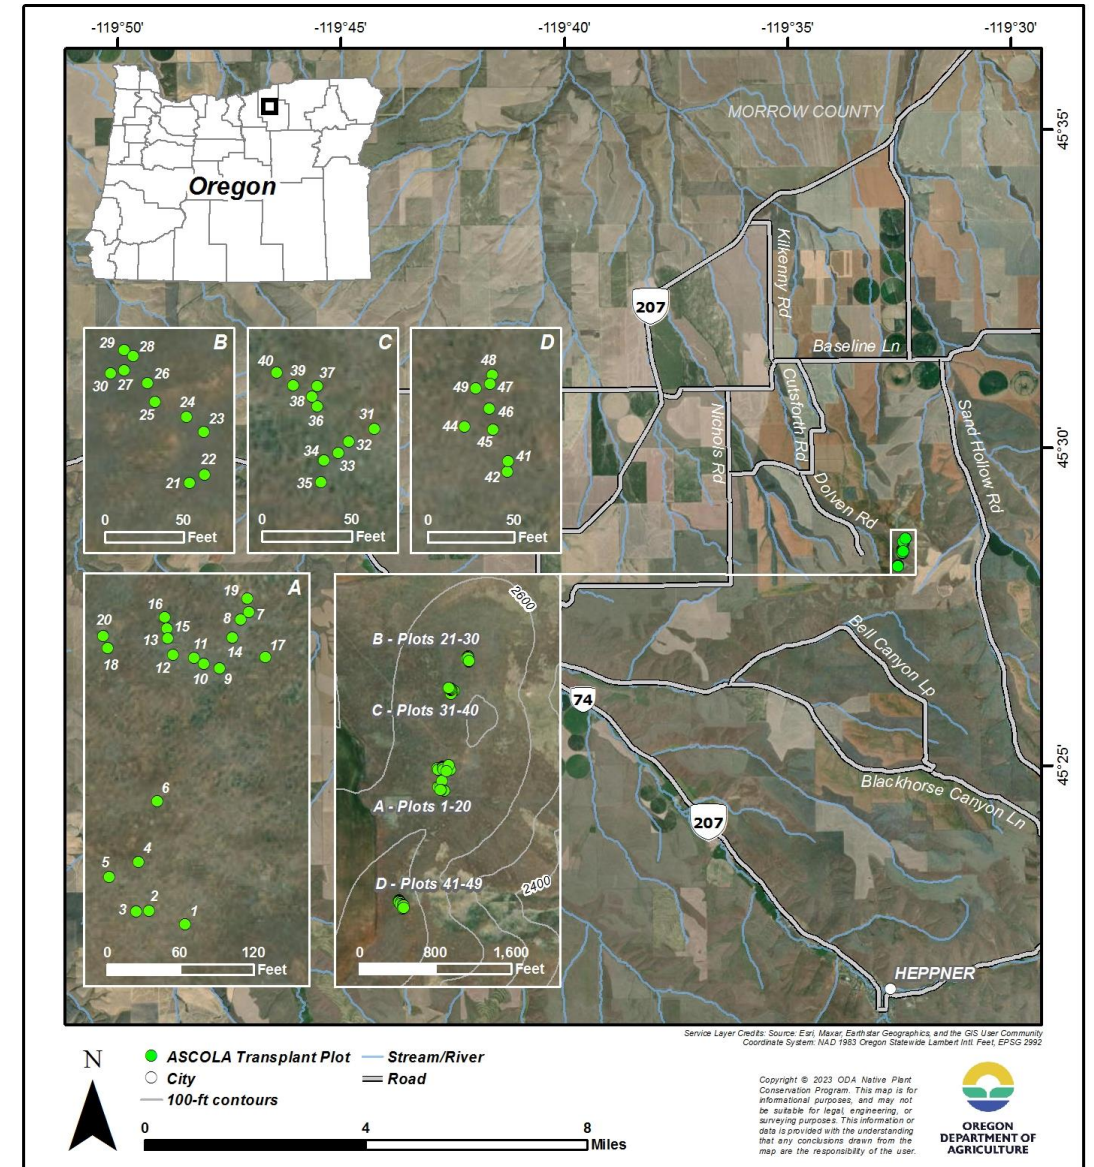 -119°50' -119°45' -119°40' -119°35' -119°30'
45°35'
45°30'
45°25'
MORROW COUNTY
Oregon
207
Kilkenny Rd
Baseline Ln
Cutsforth Rd
Nichols Rd
Sand Hollow Rd
Dolven Rd
B
29
28
30
27
26
25
24
23
22
21
0 50
Feet
C
40
39
37
38
36
31
32
34
33
35
0 50
Feet
D
48
49
47
46
44
45
41
42
0 50
Feet
A
19
16
8
7
20
15
13
11
14
17
18
12
10
9
6
4
5
2
3
1
0 60 120
Feet
2600
B - Plots 21-30
C - Plots 31-40
A - Plots 1-20
D - Plots 41-49
2400
0 800 1,600
Feet
Bell Canyon Lp
74
Blackhorse Canyon Ln
207
HEPPNER
Service Layer Credits: Source: Esri, Maxar, Earthstar Geographics, and the GIS User Community
Coordinate System: NAD 1983 Oregon Statewide Lambert Intl. Feet, EPSG 2992
N
ASCOLA Transplant Plot
City
100-ft contours
Stream/River
Road
0 4 8
Miles
Copyright © 2023 ODA Native Plant
Conservation Program. This map is for
informational purposes, and may not
be suitable for legal, engineering, or
surveying purposes. This information or
data is provided with the understanding
that any conclusions drawn from the
map are the responsibility of the user.
OREGON
DEPARTMENT OF
AGRICULTURE